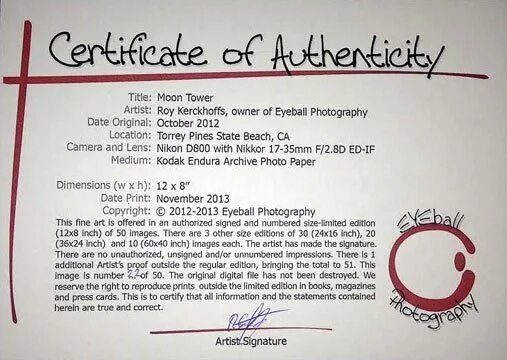 Certificate of Authenticity
Title: Moon Tower
Artist: Roy Kerckhoffs, owner of Eyeball Photography
Date Original: October 2012
Location: Torrey Pines State Beach, CA
Camera and Lens: Nikon D800 with Nikkor 17-35mm F/2.8D ED-IF
Medium: Kodak Endura Archive Photo Paper
Dimensions (w x h): 12 x 8"
Date Print: November 2013
Copyright: © 2012-2013 Eyeball Photography
This fine art is offered in an authorized signed and numbered size-limited edition
(12x8 inch) of 50 images. There are 3 other size editions of 30 (24x16 inch), 20
(36x24 inch) and 10 (60x40 inch) images each. The artist has made the signature.
There are no unauthorized, unsigned and/or unnumbered impressions. There is 1
additional Artist's proof outside the regular edition, bringing the total to 51. This
image is number 22 of 50. The original digital file has not been destroyed. We
reserve the right to reproduce prints outside the limited edition in books, magazines
and press cards. This is to certify that all information and the statements contained
herein are true and correct.
Artist Signature
EYEball
Photography